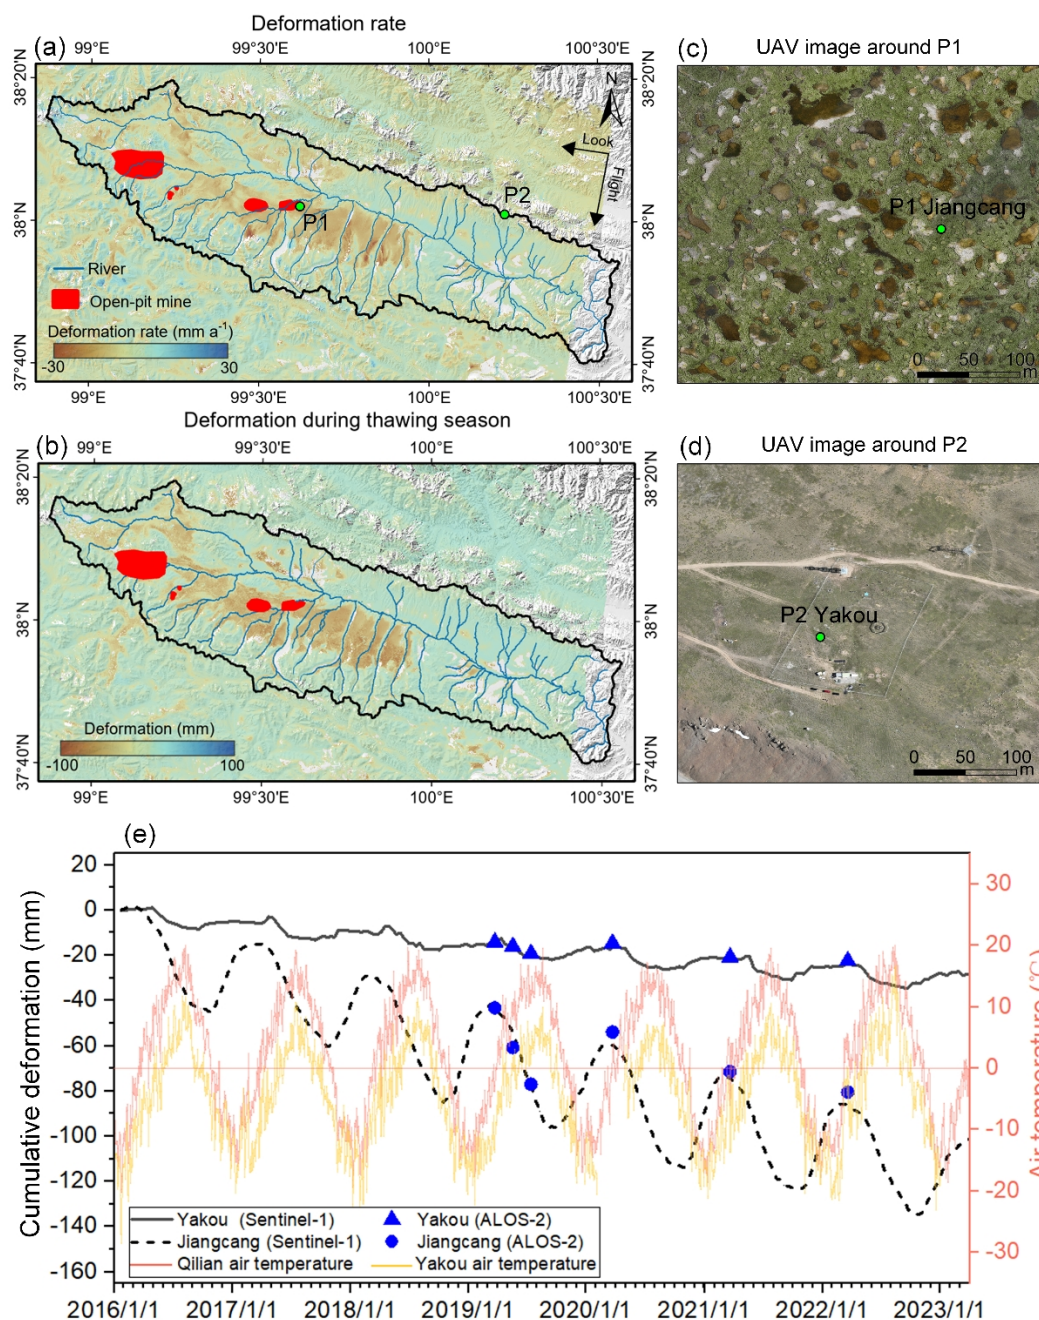 Deformation rate
(a)
99°E
99°30'E
100°E
100°30'E
38°20'N
38°20'N
N
Look
Flight
P2
P1
38°N
38°N
River
Open-pit mine
Deformation rate (mm a⁻¹)
-30
30
37°40'N
37°40'N
99°E
99°30'E
100°E
100°30'E
(c)
UAV image around P1
P1 Jiangcang
0
50
100
m
Deformation during thawing season
(b)
99°E
99°30'E
100°E
100°30'E
38°20'N
38°20'N
38°N
38°N
Deformation (mm)
-100
100
37°40'N
37°40'N
99°E
99°30'E
100°E
100°30'E
(d)
UAV image around P2
P2 Yakou
0
50
100
m
(e)
Cumulative deformation (mm)
20
0
-20
-40
-60
-80
-100
-120
-140
-160
30
20
10
0
-10
-20
-30
Air temperature (℃)
Yakou (Sentinel-1)
Yakou (ALOS-2)
Jiangcang (Sentinel-1)
Jiangcang (ALOS-2)
Qilian air temperature
Yakou air temperature
2016/1/1 2017/1/1 2018/1/1 2019/1/1 2020/1/1 2021/1/1 2022/1/1 2023/1/1